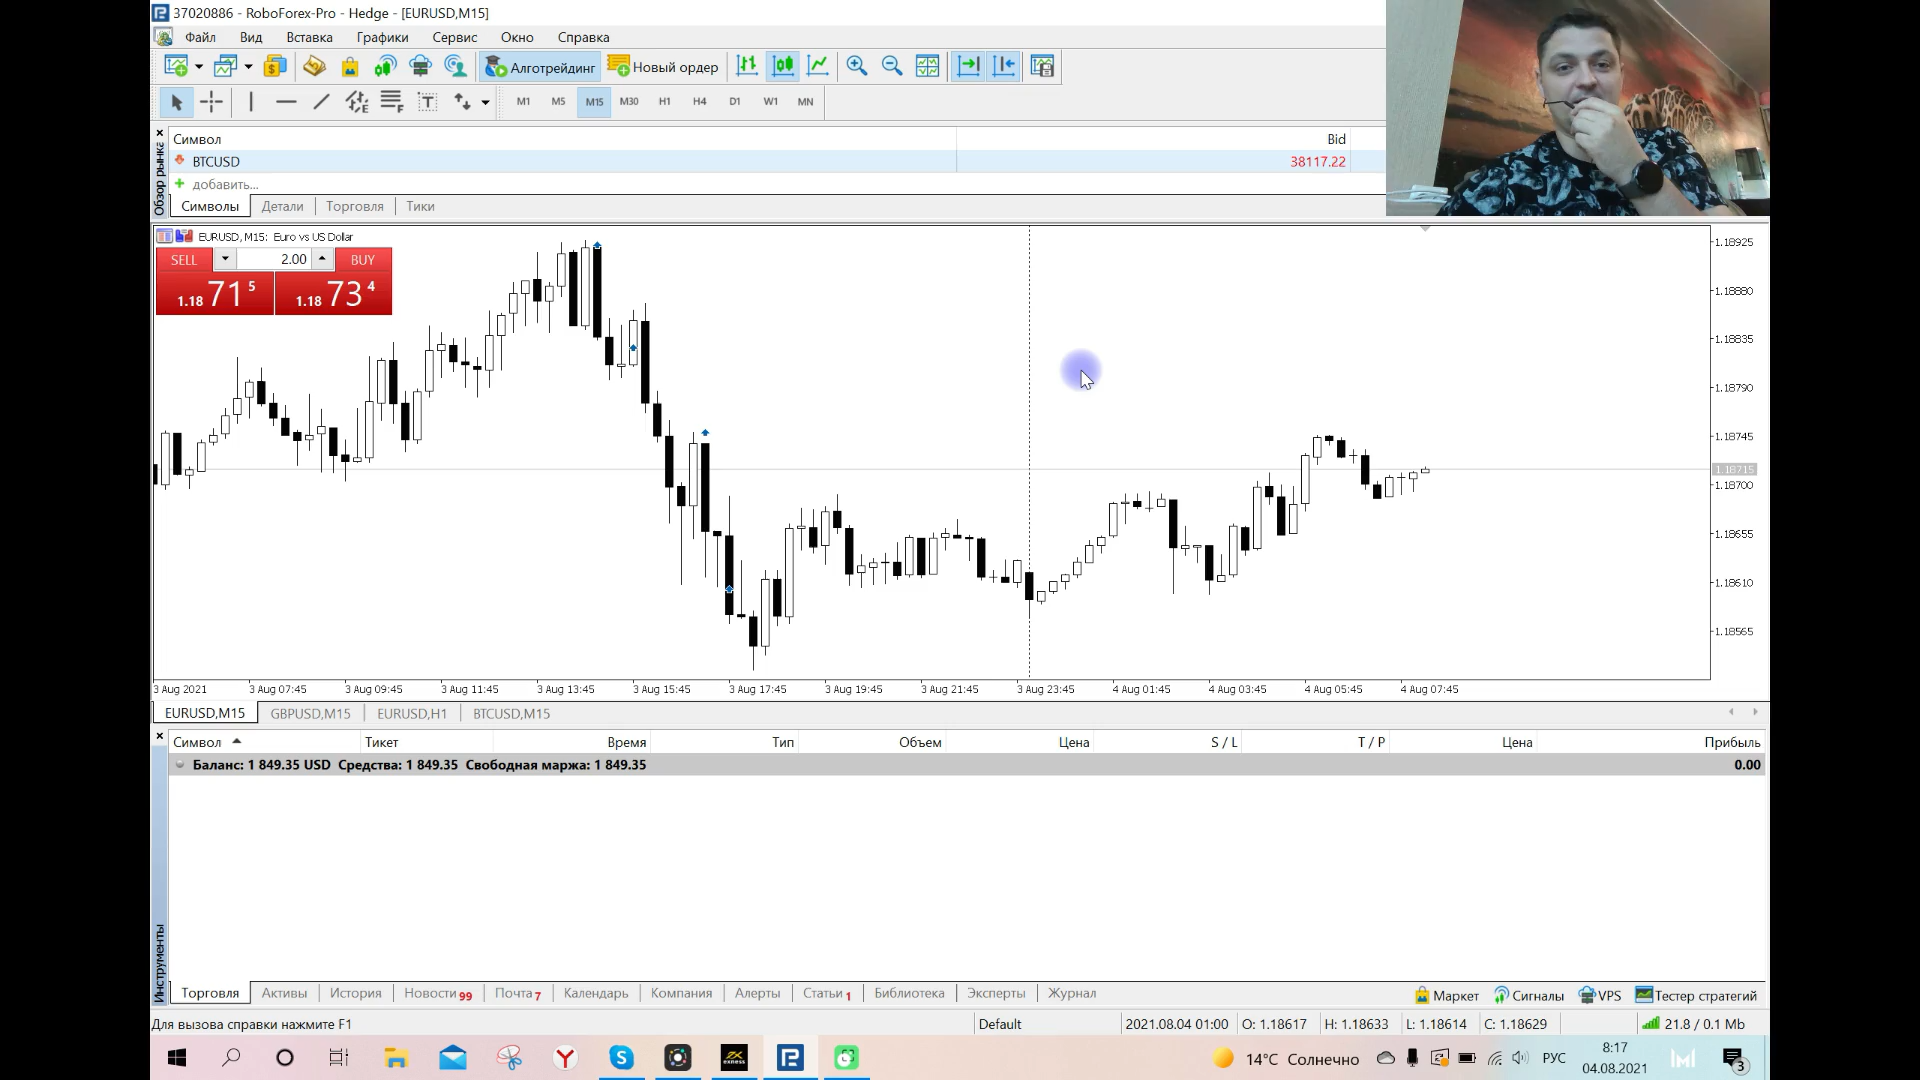 37020886 - RoboForex-Pro - Hedge - [EURUSD,M15]
Файл Вид Вставка Графики Сервис Окно Справка
Алготрейдинг Новый ордер
M1 M5 M15 M30 H1 H4 D1 W1 MN
Обзор рынка
Символ Bid
BTCUSD 38117.22
добавить...
Символы Детали Торговля Тики
EURUSD, M15: Euro vs US Dollar
SELL 2.00 BUY
1.18 71 5 1.18 73 4
1.18925
1.18880
1.18835
1.18790
1.18745
1.18715
1.18700
1.18655
1.18610
1.18565
3 Aug 2021 3 Aug 07:45 3 Aug 09:45 3 Aug 11:45 3 Aug 13:45 3 Aug 15:45 3 Aug 17:45 3 Aug 19:45 3 Aug 21:45 3 Aug 23:45 4 Aug 01:45 4 Aug 03:45 4 Aug 05:45 4 Aug 07:45
EURUSD,M15 GBPUSD,M15 EURUSD,H1 BTCUSD,M15
Символ Тикет Время Тип Объем Цена S / L T / P Цена Прибыль
Баланс: 1 849.35 USD Средства: 1 849.35 Свободная маржа: 1 849.35 0.00
Инструменты
Торговля Активы История Новости 99 Почта 7 Календарь Компания Алерты Статьи 1 Библиотека Эксперты Журнал Маркет Сигналы VPS Тестер стратегий
Для вызова справки нажмите F1 Default 2021.08.04 01:00 O: 1.18617 H: 1.18633 L: 1.18614 C: 1.18629 21.8 / 0.1 Mb
14°C Солнечно РУС 8:17
04.08.2021
3